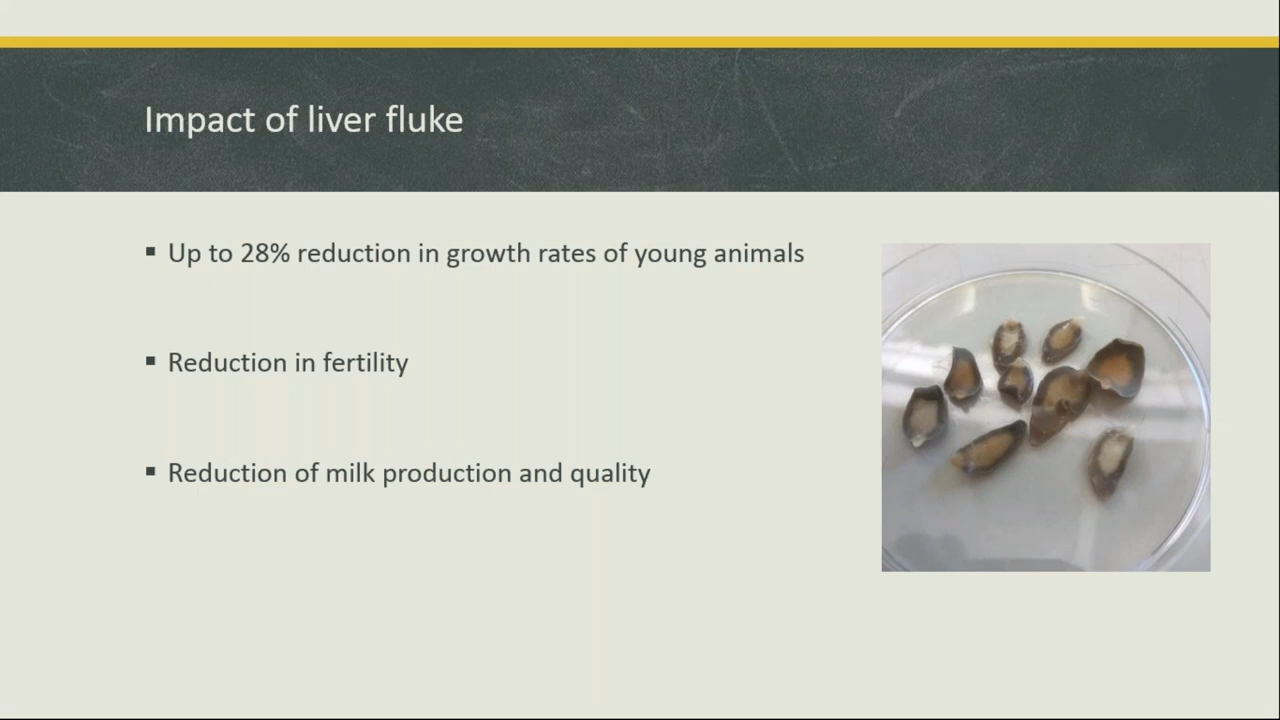 Impact of liver fluke
▪ Up to 28% reduction in growth rates of young animals
▪ Reduction in fertility
▪ Reduction of milk production and quality